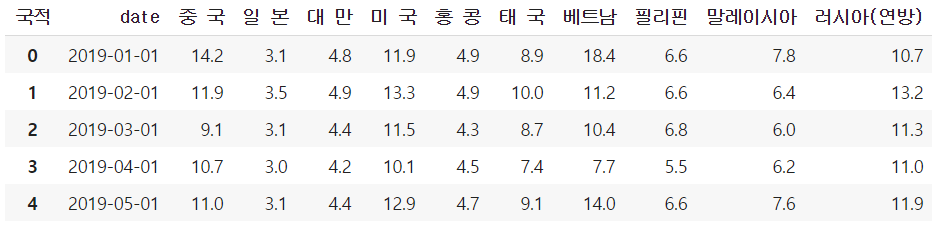 국적 date 중 국 일 본 대 만 미 국 홍 콩 태 국 베트남 필리핀 말레이시아 러시아(연방)
0 2019-01-01 14.2 3.1 4.8 11.9 4.9 8.9 18.4 6.6 7.8 10.7
1 2019-02-01 11.9 3.5 4.9 13.3 4.9 10.0 11.2 6.6 6.4 13.2
2 2019-03-01 9.1 3.1 4.4 11.5 4.3 8.7 10.4 6.8 6.0 11.3
3 2019-04-01 10.7 3.0 4.2 10.1 4.5 7.4 7.7 5.5 6.2 11.0
4 2019-05-01 11.0 3.1 4.4 12.9 4.7 9.1 14.0 6.6 7.6 11.9